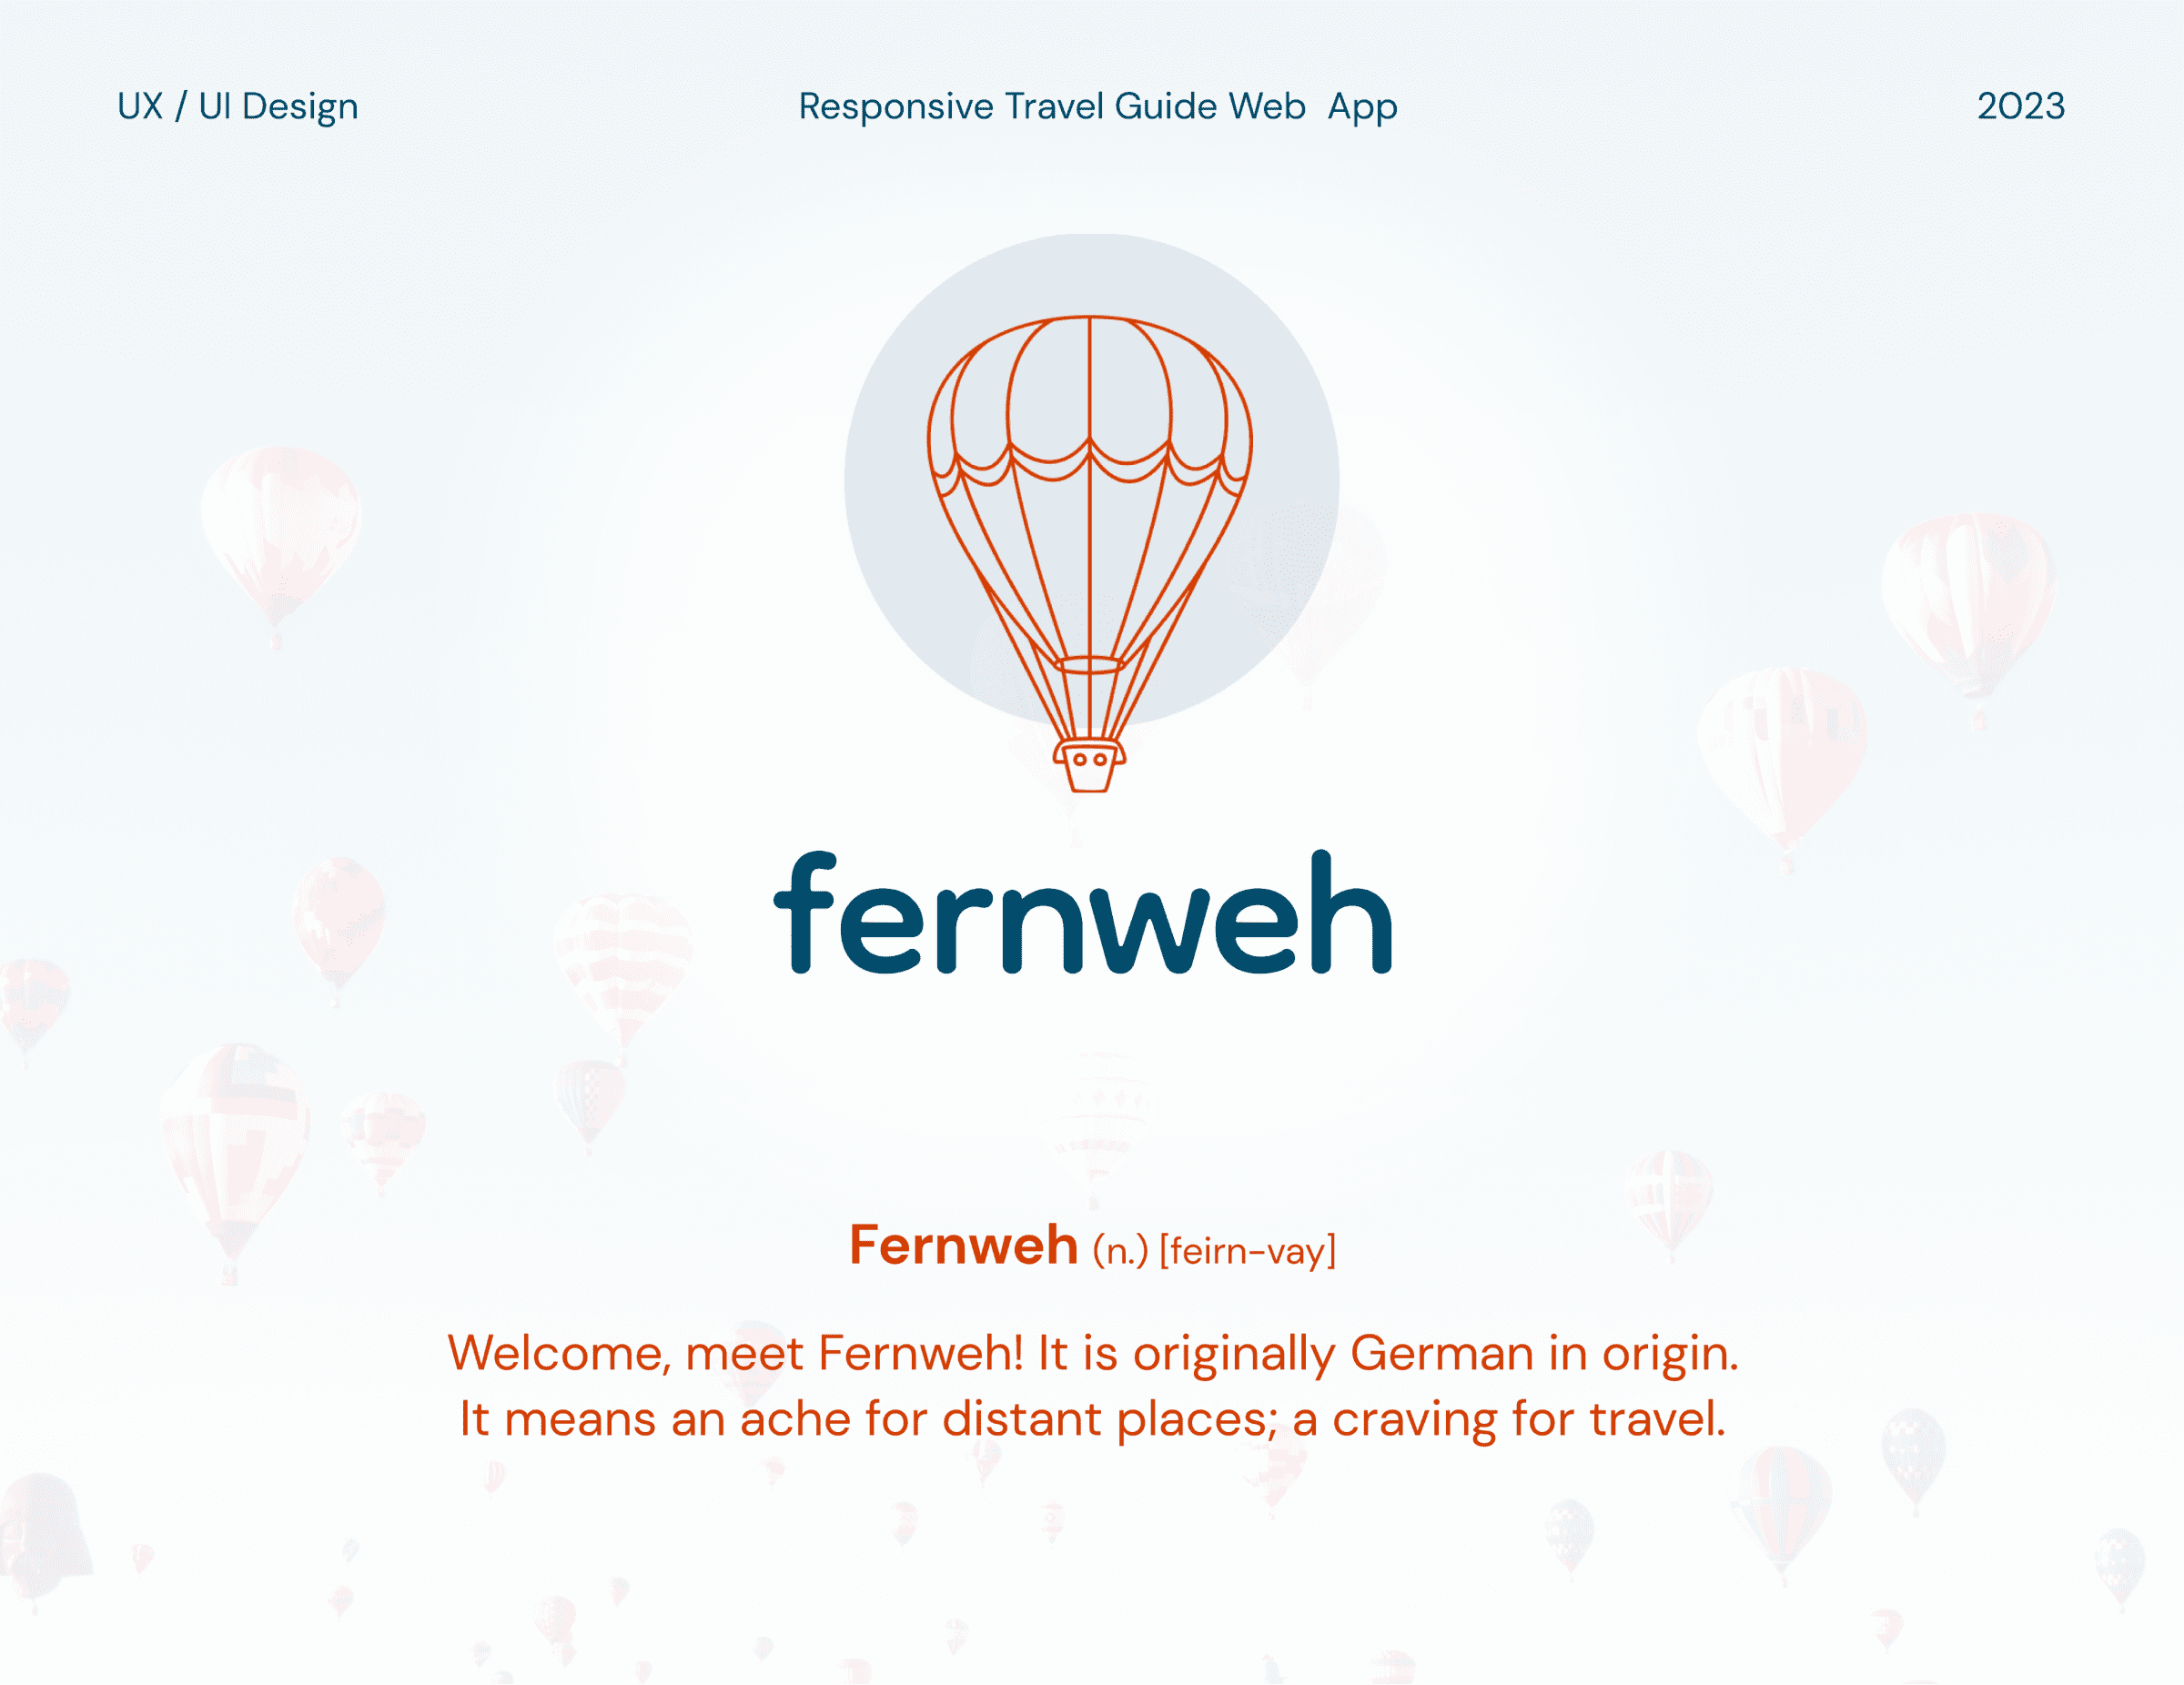 UX / UI Design
Responsive Travel Guide Web App
2023
fernweh
Fernweh (n.) [feirn-vay]
Welcome, meet Fernweh! It is originally German in origin.
It means an ache for distant places; a craving for travel.